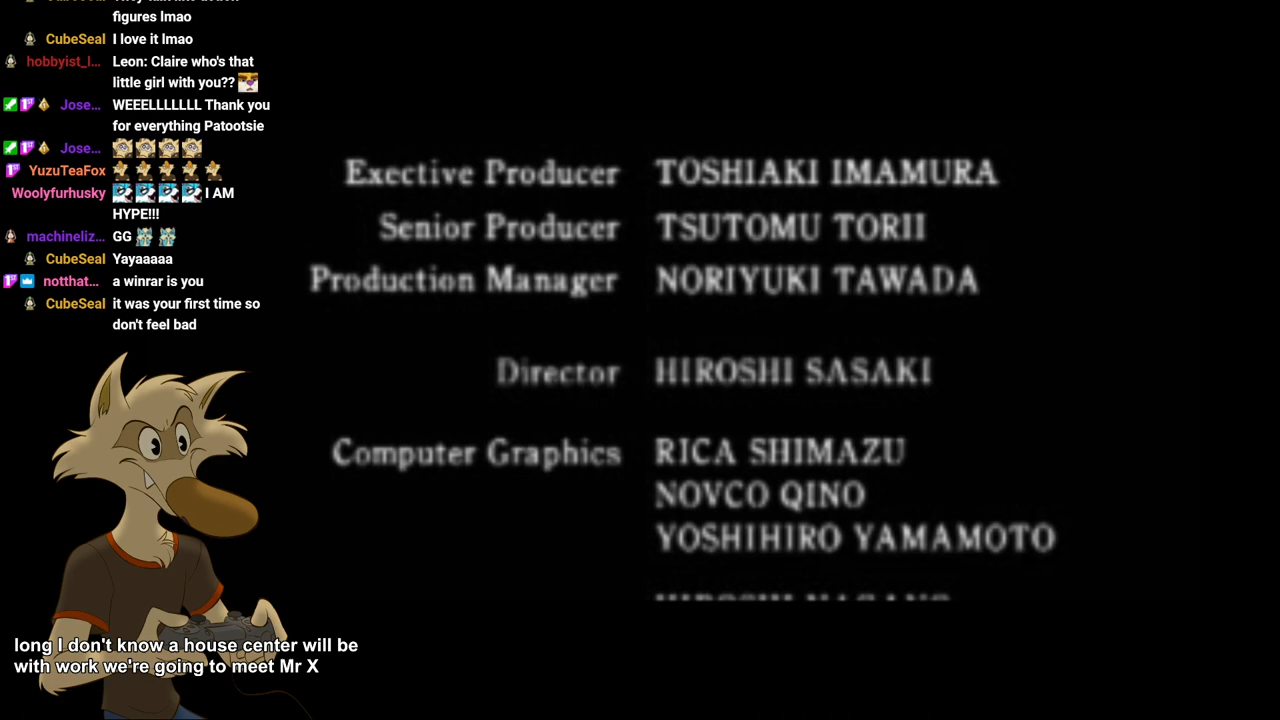 figures lmao
CubeSeal I love it lmao
hobbyist_l... Leon: Claire who's that
little girl with you??
Jose... WEEELLLLLLL Thank you
for everything Patootsie
Jose...
YuzuTeaFox
Woolyfurhusky I AM
HYPE!!!
machineliz... GG
CubeSeal Yayaaaaa
notthat... a winrar is you
CubeSeal it was your first time so
don't feel bad
Exective Producer TOSHIAKI IMAMURA
Senior Producer TSUTOMU TORII
Production Manager NORIYUKI TAWADA
Director HIROSHI SASAKI
Computer Graphics RICA SHIMAZU
NOVCO QINO
YOSHIHIRO YAMAMOTO
long I don't know a house center will be
with work we're going to meet Mr X